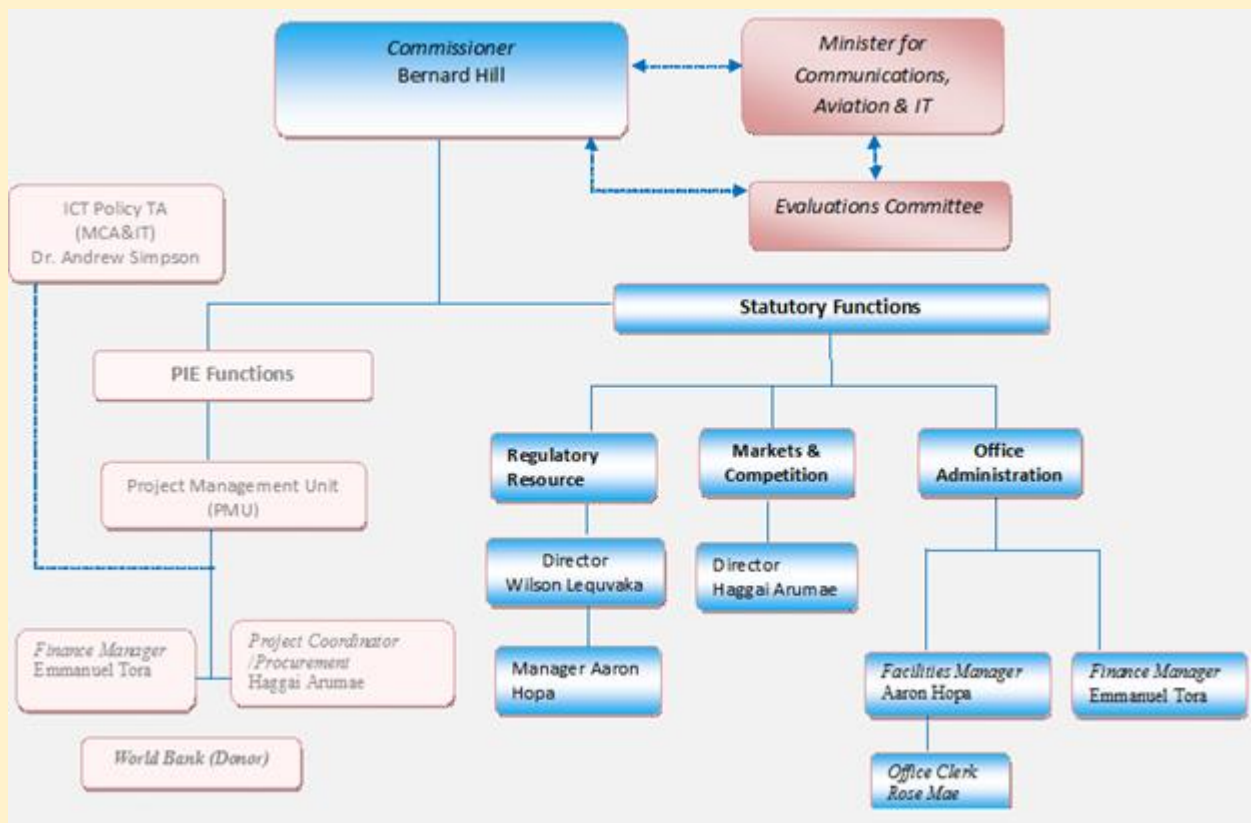 Commissioner
Bernard Hill
Minister for
Communications,
Aviation & IT
Evaluations Committee
ICT Policy TA
(MCA&IT)
Dr. Andrew Simpson
Statutory Functions
PIE Functions
Regulatory
Resource
Markets &
Competition
Office
Administration
Project Management Unit
(PMU)
Director
Wilson Lequvaka
Director
Haggai Arumae
Finance Manager
Emmanuel Tora
Project Coordinator
/Procurement
Haggai Arumae
Manager Aaron
Hopa
Facilities Manager
Aaron Hopa
Finance Manager
Emmanuel Tora
World Bank (Donor)
Office Clerk
Rose Mae